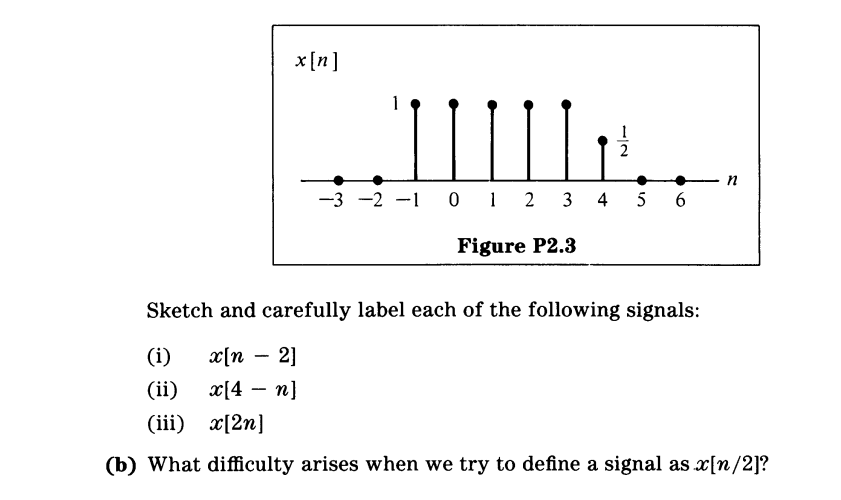 x[n]
1
1/2
n
−3 −2 −1 0 1 2 3 4 5 6
Figure P2.3
Sketch and carefully label each of the following signals:
(i) x[n − 2]
(ii) x[4 − n]
(iii) x[2n]
(b) What difficulty arises when we try to define a signal as x[n/2]?